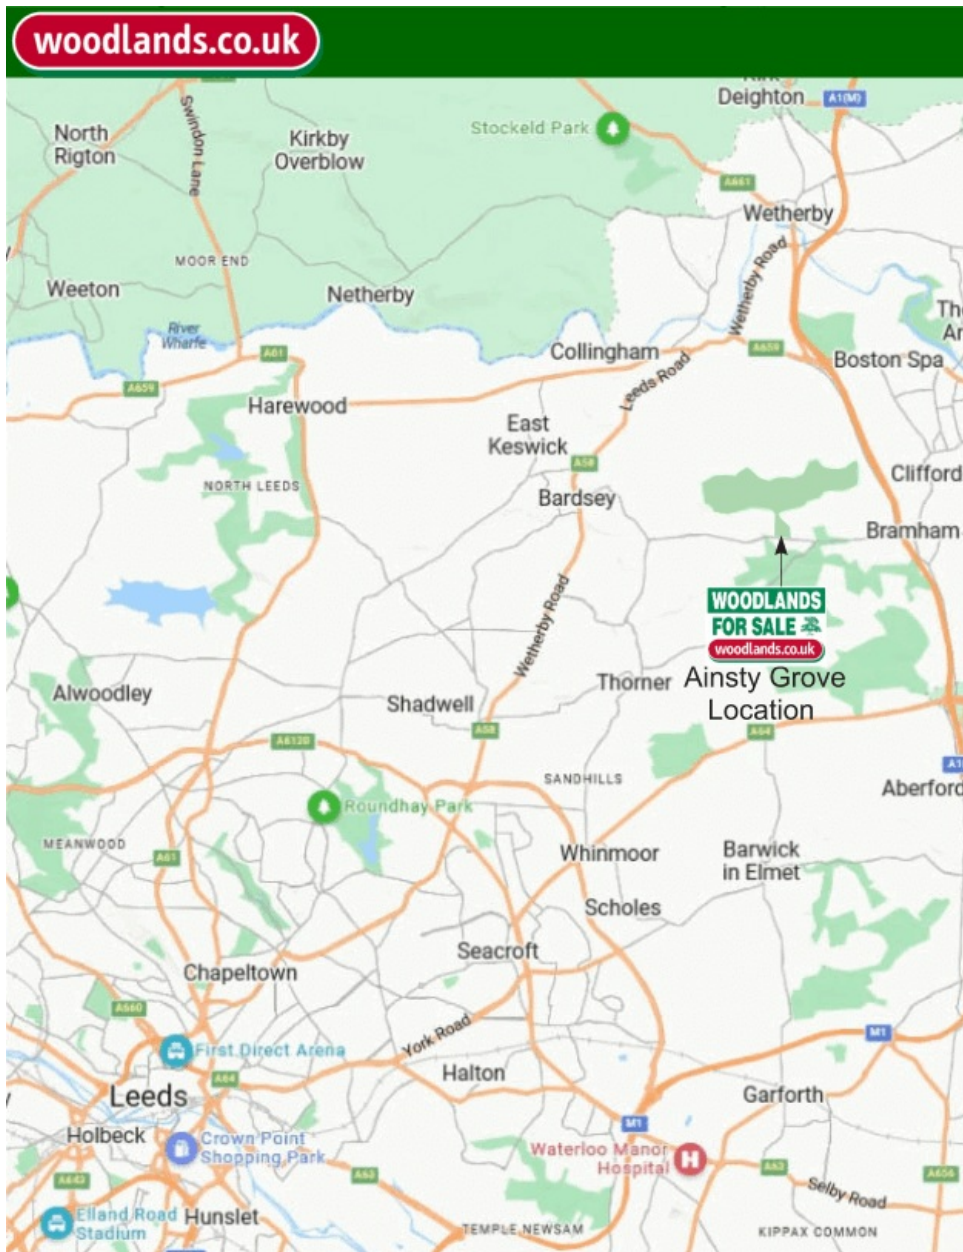 woodlands.co.uk
Deighton
A1(M)
North
Rigton
Swindon Lane
Kirkby
Overblow
Stockeld Park
A661
Wetherby
MOOR END
Weeton
Netherby
Wetherby Road
River
Wharfe
A61
Collingham
A659
Boston Spa
A659
Leeds Road
Harewood
East
Keswick
A58
Clifford
NORTH LEEDS
Bardsey
Bramham
WOODLANDS
FOR SALE
woodlands.co.uk
Wetherby Road
Ainsty Grove
Location
Thorner
Alwoodley
Shadwell
A58
A64
A6120
SANDHILLS
Aberford
Roundhay Park
MEANWOOD
A61
Whinmoor
Barwick
in Elmet
Scholes
Seacroft
Chapeltown
A660
York Road
M1
First Direct Arena
A64
Halton
Leeds
Garforth
M1
Holbeck
Crown Point
Shopping Park
Waterloo Manor
Hospital
H
A63
A63
A656
A643
Selby Road
Elland Road
Stadium
Hunslet
TEMPLE NEWSAM
KIPPAX COMMON